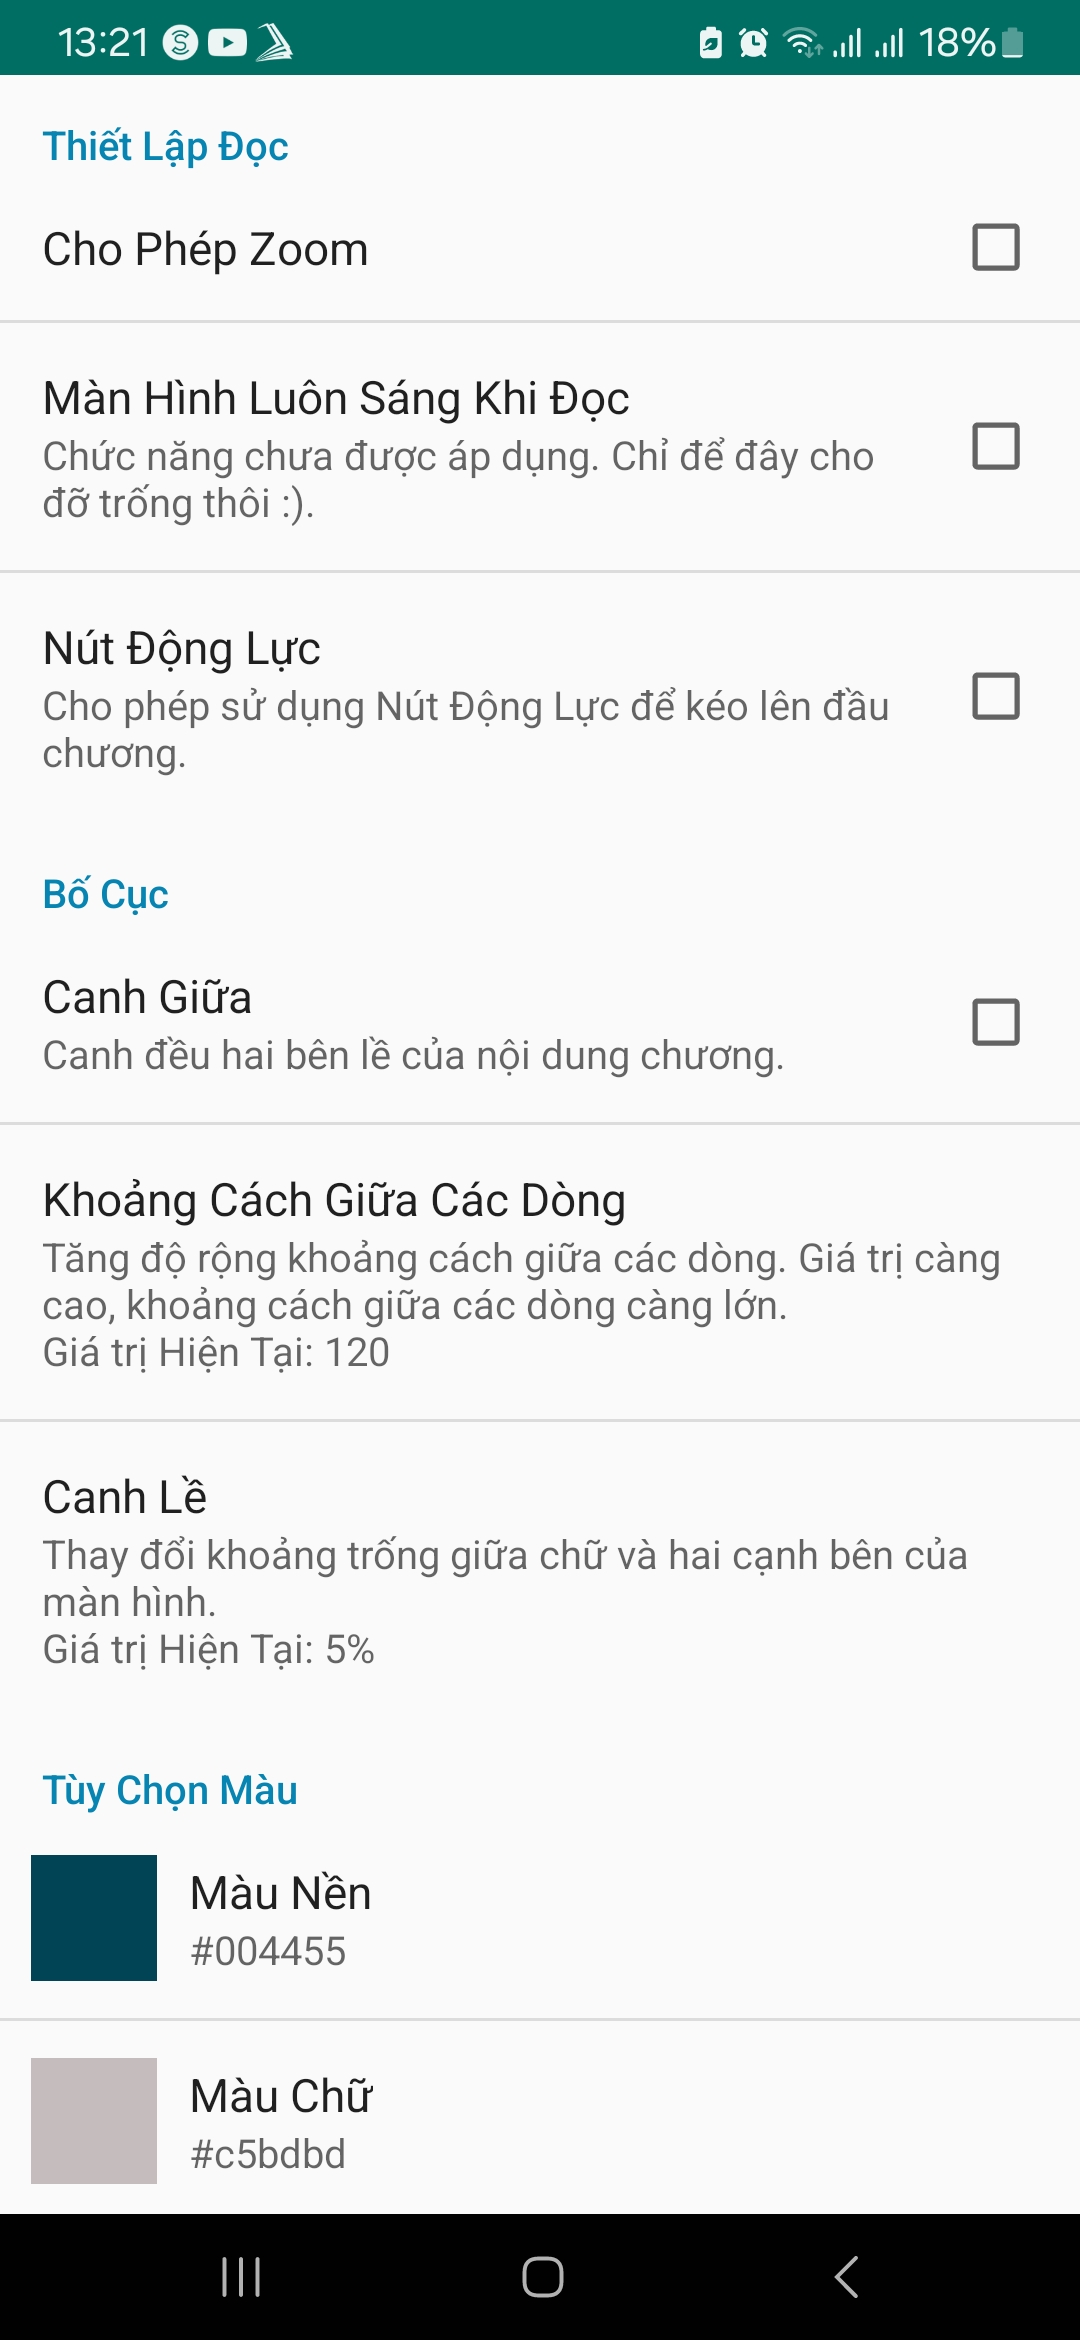 13:21 18%
Thiết Lập Đọc
Cho Phép Zoom
Màn Hình Luôn Sáng Khi Đọc
Chức năng chưa được áp dụng. Chỉ để đây cho
đỡ trống thôi :).
Nút Động Lực
Cho phép sử dụng Nút Động Lực để kéo lên đầu
chương.
Bố Cục
Canh Giữa
Canh đều hai bên lề của nội dung chương.
Khoảng Cách Giữa Các Dòng
Tăng độ rộng khoảng cách giữa các dòng. Giá trị càng
cao, khoảng cách giữa các dòng càng lớn.
Giá trị Hiện Tại: 120
Canh Lề
Thay đổi khoảng trống giữa chữ và hai cạnh bên của
màn hình.
Giá trị Hiện Tại: 5%
Tùy Chọn Màu
Màu Nền
#004455
Màu Chữ
#c5bdbd